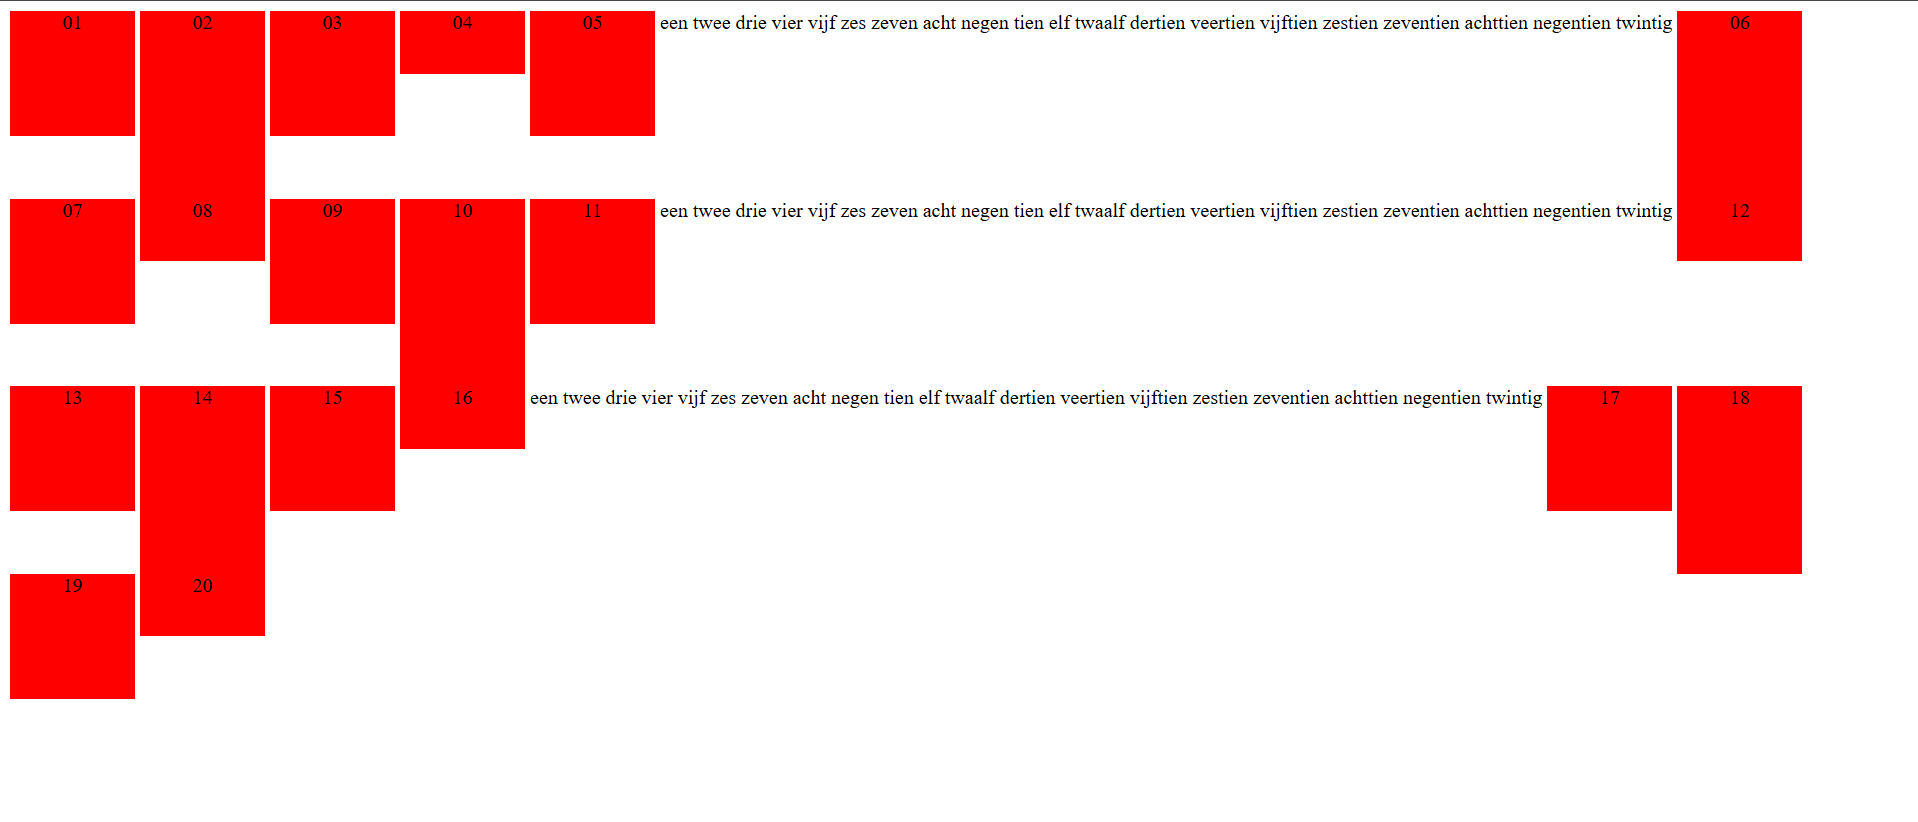 01 02 03 04 05 een twee drie vier vijf zes zeven acht negen tien elf twaalf dertien veertien vijftien zestien zeventien achttien negentien twintig 06
07 08 09 10 11 een twee drie vier vijf zes zeven acht negen tien elf twaalf dertien veertien vijftien zestien zeventien achttien negentien twintig 12
13 14 15 16 een twee drie vier vijf zes zeven acht negen tien elf twaalf dertien veertien vijftien zestien zeventien achttien negentien twintig 17 18
19 20